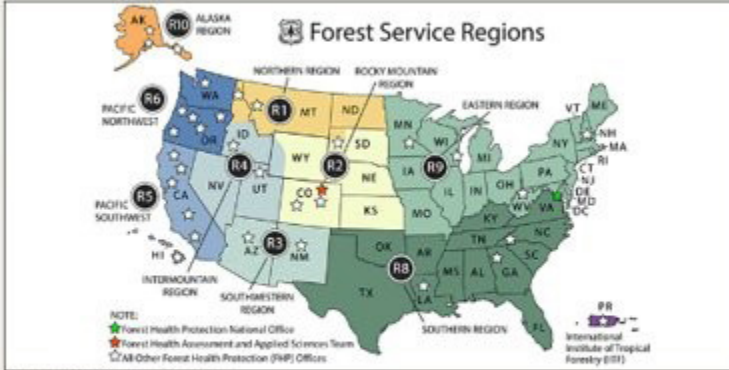 Forest Service Regions
AK
R10
ALASKA
REGION
NORTHERN REGION
ROCKY MOUNTAIN
REGION
EASTERN REGION
R6
PACIFIC
NORTHWEST
WA
OR
ID
R1
MT
ND
MN
WI
MI
VT
ME
NH
MA
RI
CT
NJ
DE
MD
DC
NY
PA
R4
WY
R2
SD
NE
IA
R9
IL
IN
OH
WV
VA
R5
PACIFIC
SOUTHWEST
CA
NV
UT
CO
KS
MO
KY
HI
AZ
R3
NM
OK
AR
TN
NC
SC
R8
TX
LA
MS
AL
GA
FL
INTERMOUNTAIN
REGION
SOUTHWESTERN
REGION
SOUTHERN REGION
PR
International
Institute of Tropical
Forestry (IITF)
NOTE:
Forest Health Protection National Office
Forest Health Assessment and Applied Sciences Team
All Other Forest Health Protection (FHP) Offices